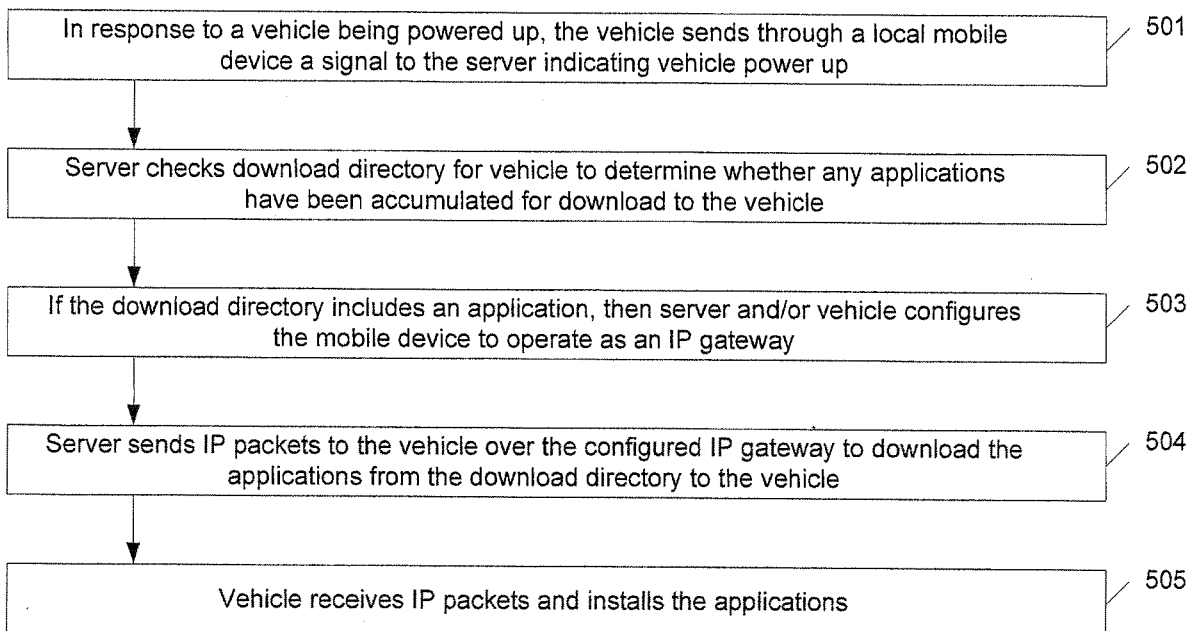 In response to a vehicle being powered up, the vehicle sends through a local mobile
device a signal to the server indicating vehicle power up
501
Server checks download directory for vehicle to determine whether any applications
have been accumulated for download to the vehicle
502
If the download directory includes an application, then server and/or vehicle configures
the mobile device to operate as an IP gateway
503
Server sends IP packets to the vehicle over the configured IP gateway to download the
applications from the download directory to the vehicle
504
Vehicle receives IP packets and installs the applications
505